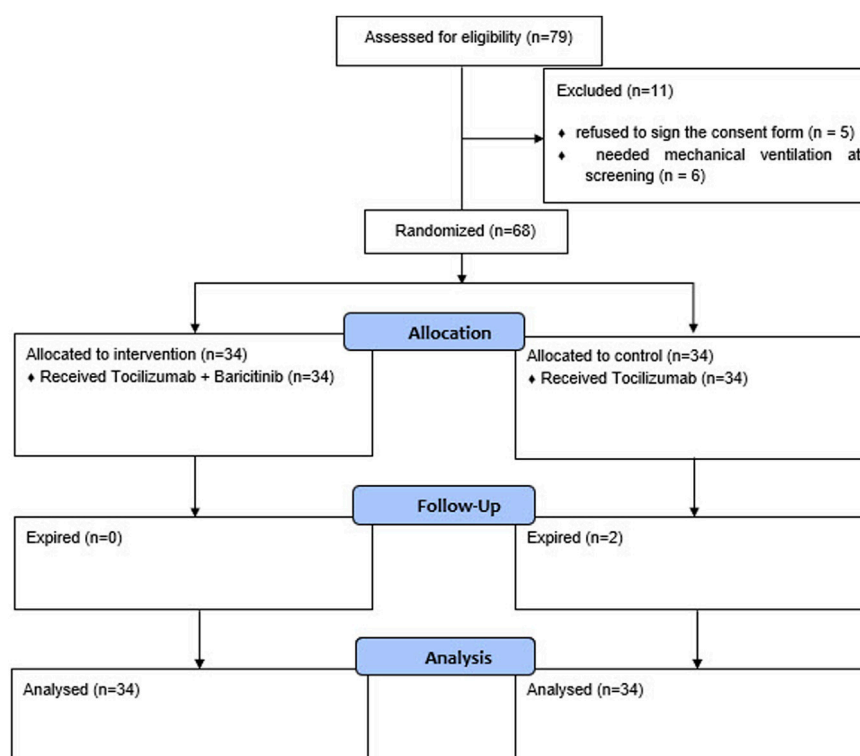 Assessed for eligibility (n=79)
Excluded (n=11)
♦ refused to sign the consent form (n = 5)
♦ needed mechanical ventilation at
screening (n = 6)
Randomized (n=68)
Allocation
Allocated to intervention (n=34)
♦ Received Tocilizumab + Baricitinib (n=34)
Allocated to control (n=34)
♦ Received Tocilizumab (n=34)
Follow-Up
Expired (n=0)
Expired (n=2)
Analysis
Analysed (n=34)
Analysed (n=34)